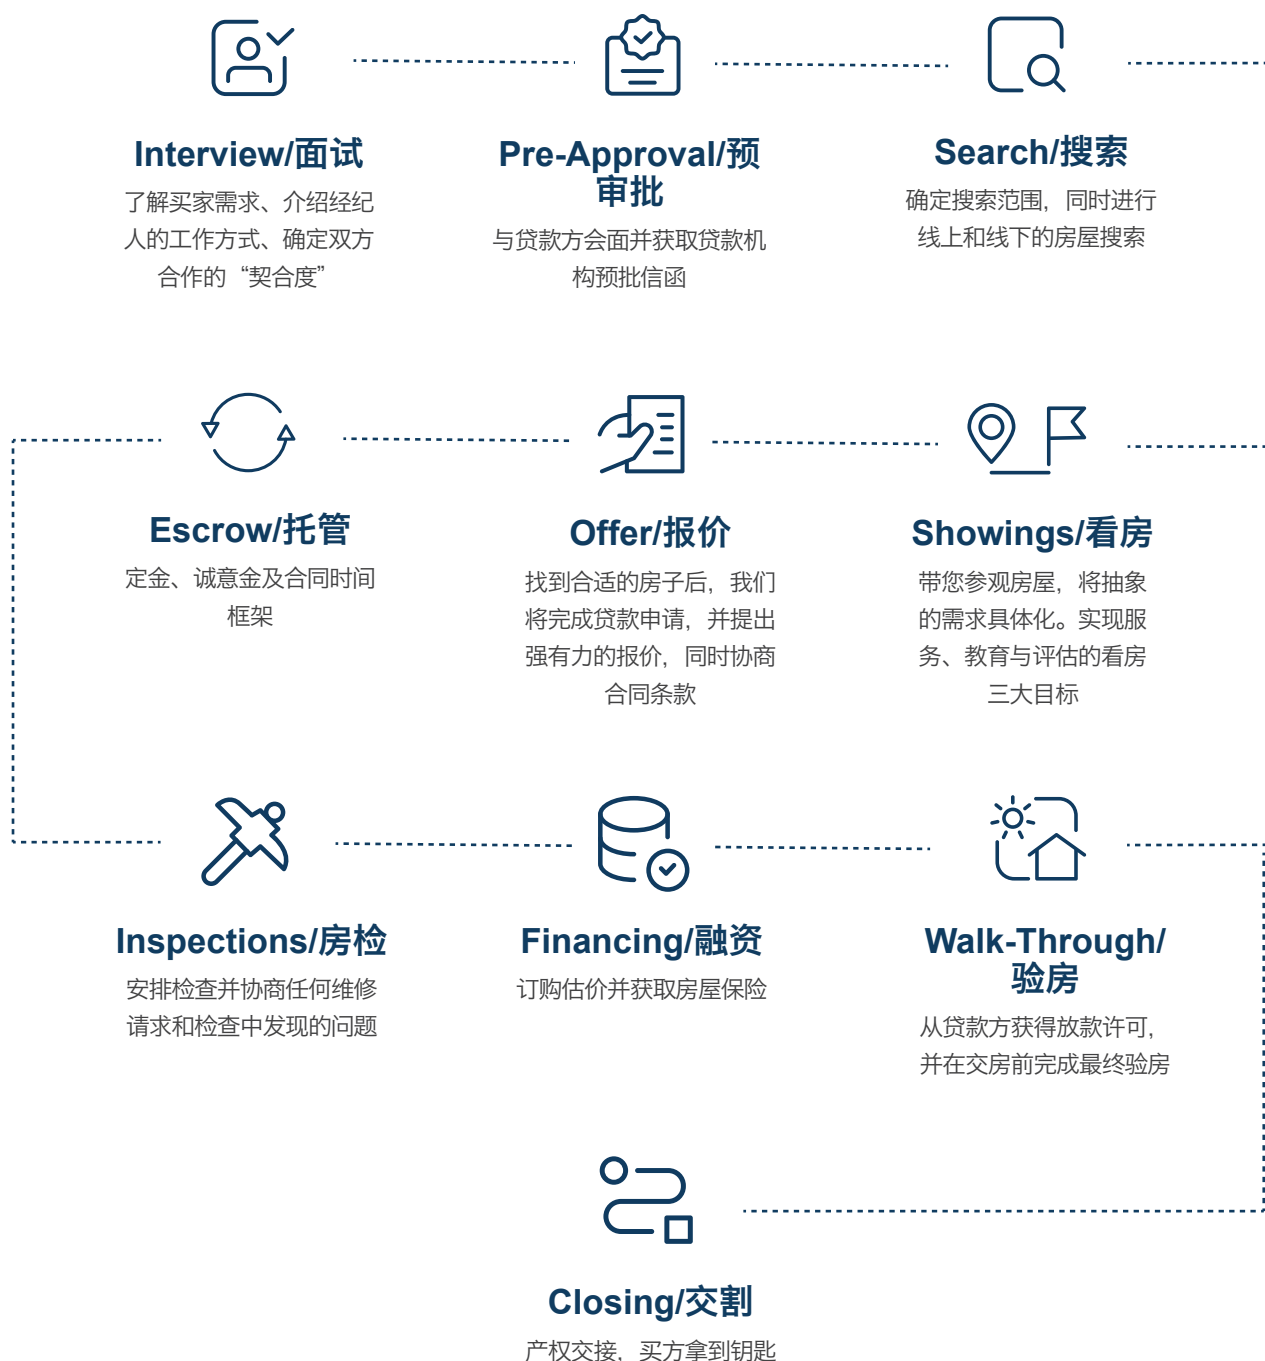 Interview/面试
了解买家需求、介绍经纪
人的工作方式、确定双方
合作的“契合度”
Pre-Approval/预
审批
与贷款方会面并获取贷款机
构预批信函
Search/搜索
确定搜索范围，同时进行
线上和线下的房屋搜索
Escrow/托管
定金、诚意金及合同时间
框架
Offer/报价
找到合适的房子后，我们
将完成贷款申请，并提出
强有力的报价，同时协商
合同条款
Showings/看房
带您参观房屋，将抽象
的需求具体化。实现服
务、教育与评估的看房
三大目标
Inspections/房检
安排检查并协商任何维修
请求和检查中发现的问题
Financing/融资
订购估价并获取房屋保险
Walk-Through/
验房
从贷款方获得放款许可，
并在交房前完成最终验房
Closing/交割
产权交接，买方拿到钥匙